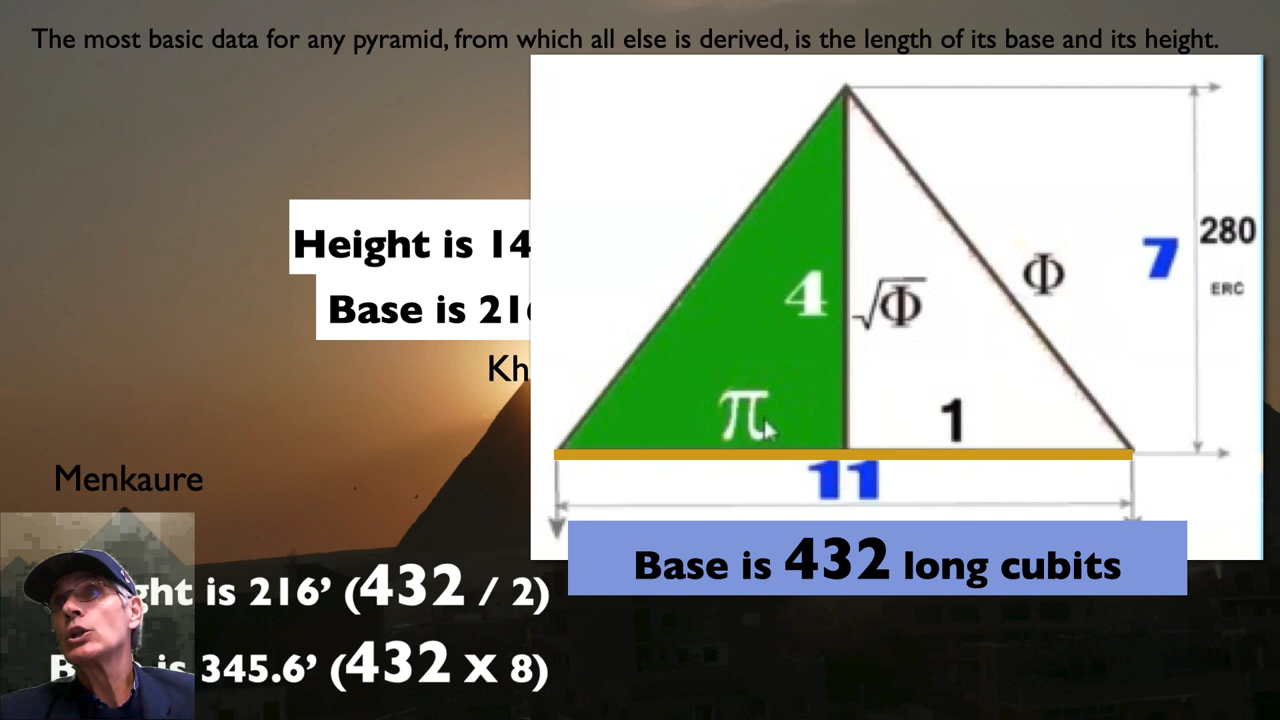 The most basic data for any pyramid, from which all else is derived, is the length of its base and its height.
Height is 14
Base is 21
Kh
4
√Φ
Φ
7
280
ERC
π
1
11
Base is 432 long cubits
Menkaure
ght is 216’ (432 / 2)
is 345.6’ (432 x 8)